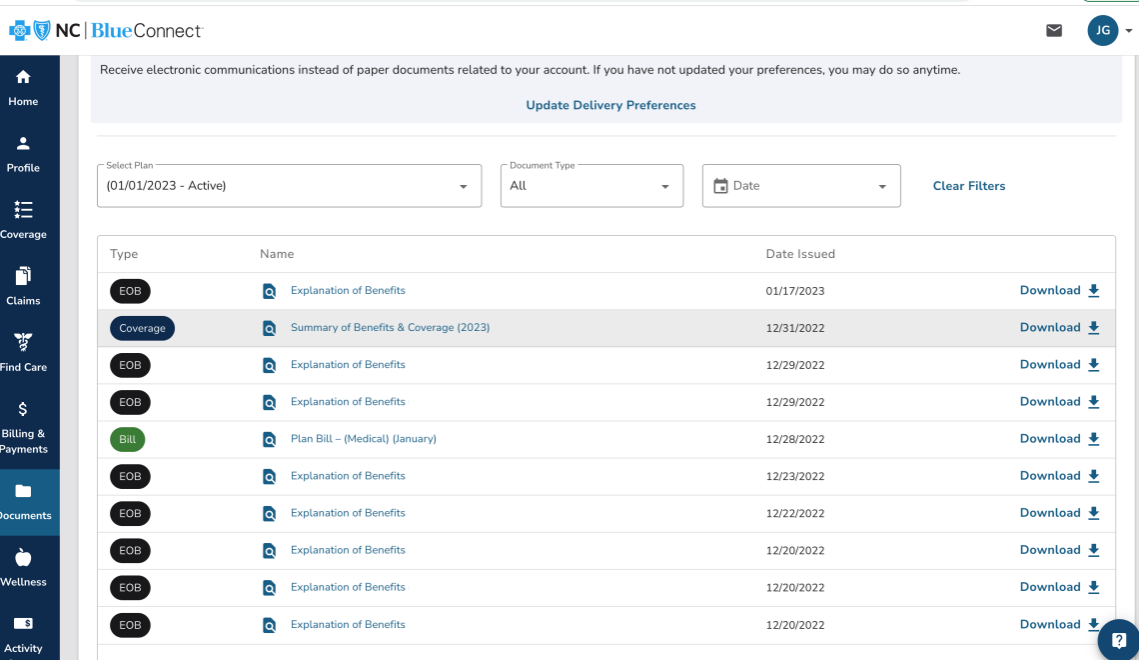 NC | BlueConnect
JG
Receive electronic communications instead of paper documents related to your account. If you have not updated your preferences, you may do so anytime.
Update Delivery Preferences
Home
Profile
Coverage
Claims
Find Care
Billing &
Payments
Documents
Wellness
Activity
Select Plan
(01/01/2023 - Active)
Document Type
All
Date
Clear Filters
Type Name Date Issued
EOB Explanation of Benefits 01/17/2023 Download
Coverage Summary of Benefits & Coverage (2023) 12/31/2022 Download
EOB Explanation of Benefits 12/29/2022 Download
EOB Explanation of Benefits 12/29/2022 Download
Bill Plan Bill – (Medical) (January) 12/28/2022 Download
EOB Explanation of Benefits 12/23/2022 Download
EOB Explanation of Benefits 12/22/2022 Download
EOB Explanation of Benefits 12/20/2022 Download
EOB Explanation of Benefits 12/20/2022 Download
EOB Explanation of Benefits 12/20/2022 Download